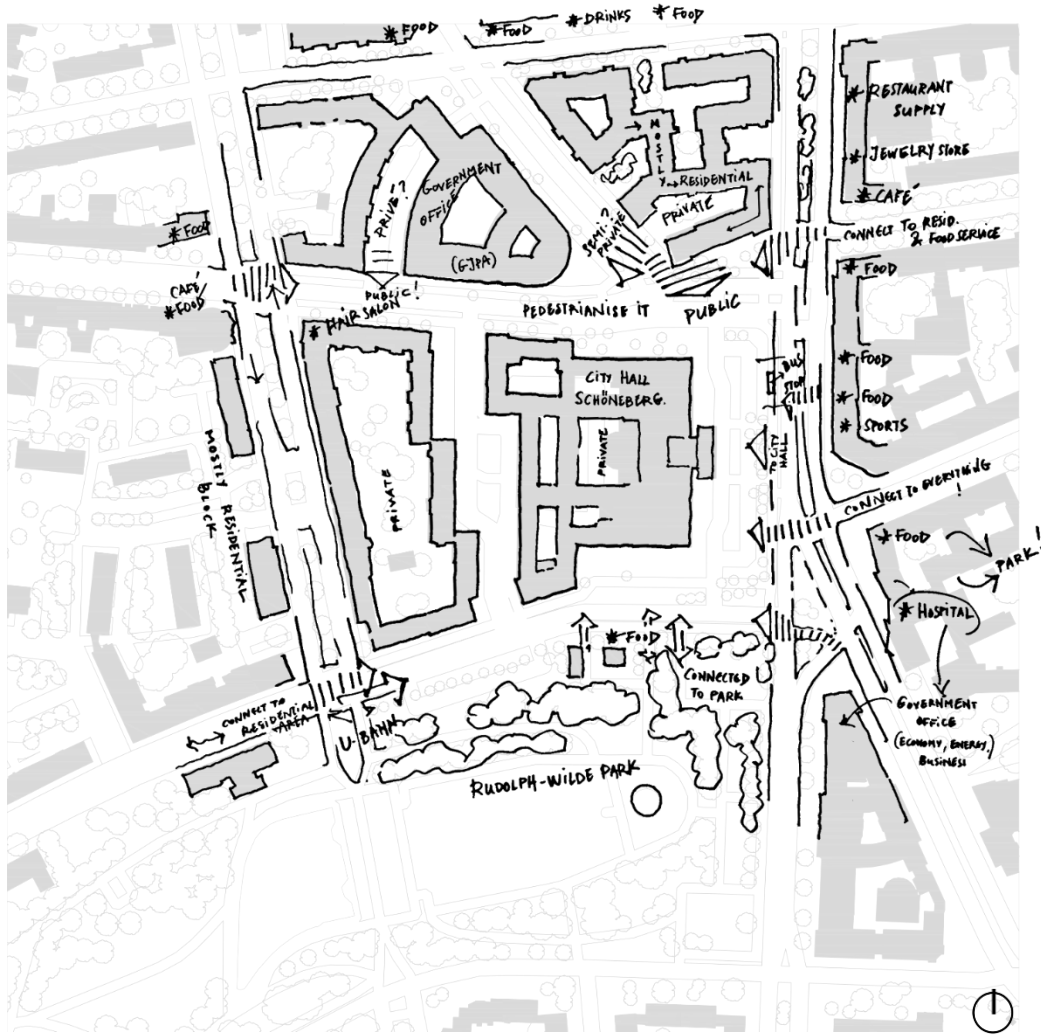 * FOOD
* FOOD
* DRINKS
* FOOD
* RESTAURANT
SUPPLY
* JEWELRY STORE
* CAFÉ
CONNECT TO RESID.
& FOOD SERVICE
MOSTLY → RESIDENTIAL
PRIVATE
SEMI?
PRIVATE
PRIVE?
GOVERNMENT
OFFICE
(GJPA)
* FOOD
CAFÉ/
* FOOD
PUBLIC!
* HAIR SALON
PEDESTRIANISE IT
PUBLIC
* FOOD
BUS
STOP
* FOOD
* FOOD
* SPORTS
CITY HALL
SCHÖNEBERG.
PRIVATE
PRIVATE
TO CITY
HALL
MOSTLY RESIDENTIAL
BLOCK
CONNECT TO EVERYTHING
!
* FOOD
PARK!
* HOSPITAL
GOVERNMENT
OFFICE
(ECONOMY, ENERGY,
BUSINESS)
* FOOD
CONNECTED
TO PARK
CONNECT TO
RESIDENTIAL
AREA
U-BAHN
RUDOLPH-WILDE PARK